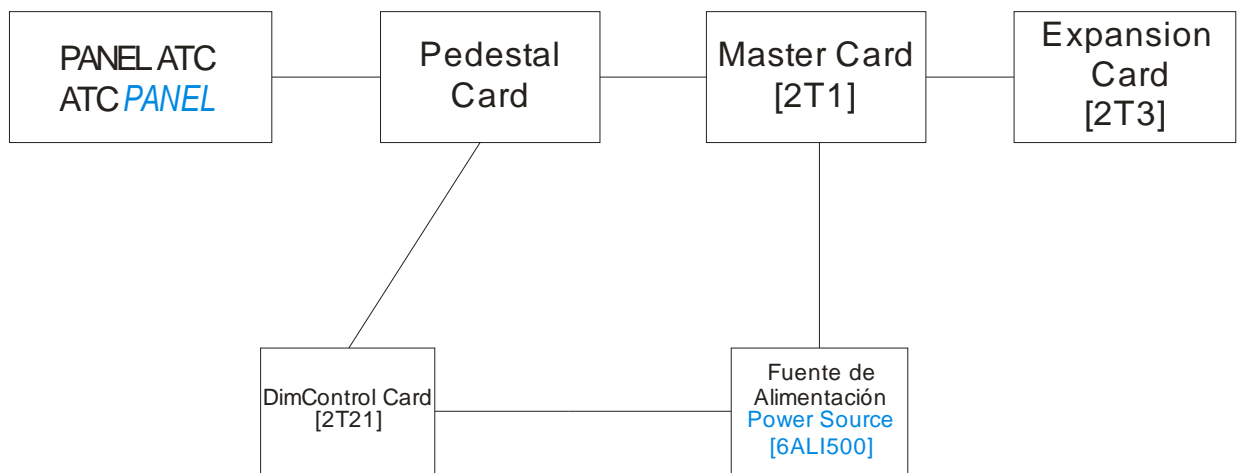 PANEL ATC
ATC PANEL
Pedestal
Card
Master Card
[2T1]
Expansion
Card
[2T3]
DimControl Card
[2T21]
Fuente de
Alimentación
Power Source
[6ALI500]